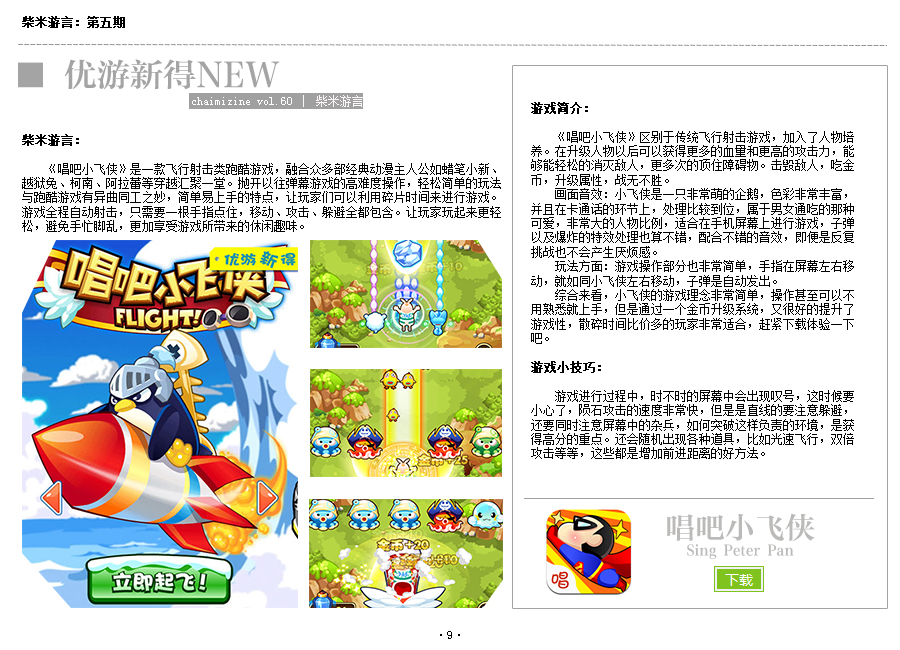 柴米游言：第五期
优游新得NEW
chaimizine vol.60 | 柴米游言
柴米游言：
《唱吧小飞侠》是一款飞行射击类跑酷游戏，融合众多部经典动漫主人公如蜡笔小新、
越狱兔、柯南、阿拉蕾等穿越汇聚一堂。抛开以往弹幕游戏的高难度操作，轻松简单的玩法
与跑酷游戏有异曲同工之妙，简单易上手的特点，让玩家们可以利用碎片时间来进行游戏。
游戏全程自动射击，只需要一根手指点住，移动、攻击、躲避全都包含。让玩家玩起来更轻
松，避免手忙脚乱，更加享受游戏所带来的休闲趣味。
·优游新得
唱吧小飞侠
FLIGHT!
立即起飞！
+10
金币+25
金币+20
金币+10
游戏简介：
《唱吧小飞侠》区别于传统飞行射击游戏，加入了人物培
养。在升级人物以后可以获得更多的血量和更高的攻击力，能
够能轻松的消灭敌人，更多次的顶住障碍物。击毁敌人，吃金
币，升级属性，战无不胜。
画面音效：小飞侠是一只非常萌的企鹅，色彩非常丰富，
并且在卡通话的环节上，处理比较到位，属于男女通吃的那种
可爱，非常大的人物比例，适合在手机屏幕上进行游戏，子弹
以及爆炸的特效处理也算不错，配合不错的音效，即便是反复
挑战也不会产生厌烦感。
玩法方面：游戏操作部分也非常简单，手指在屏幕左右移
动，就如同小飞侠左右移动，子弹是自动发出。
综合来看，小飞侠的游戏理念非常简单，操作甚至可以不
用熟悉就上手，但是通过一个金币升级系统，又很好的提升了
游戏性，散碎时间比价多的玩家非常适合，赶紧下载体验一下
吧。
游戏小技巧：
游戏进行过程中，时不时的屏幕中会出现叹号，这时候要
小心了，陨石攻击的速度非常快，但是是直线的要注意躲避，
还要同时注意屏幕中的杂兵，如何突破这样负责的环境，是获
得高分的重点。还会随机出现各种道具，比如光速飞行，双倍
攻击等等，这些都是增加前进距离的好方法。
唱
唱吧小飞侠
Sing Peter Pan
下载
·9·